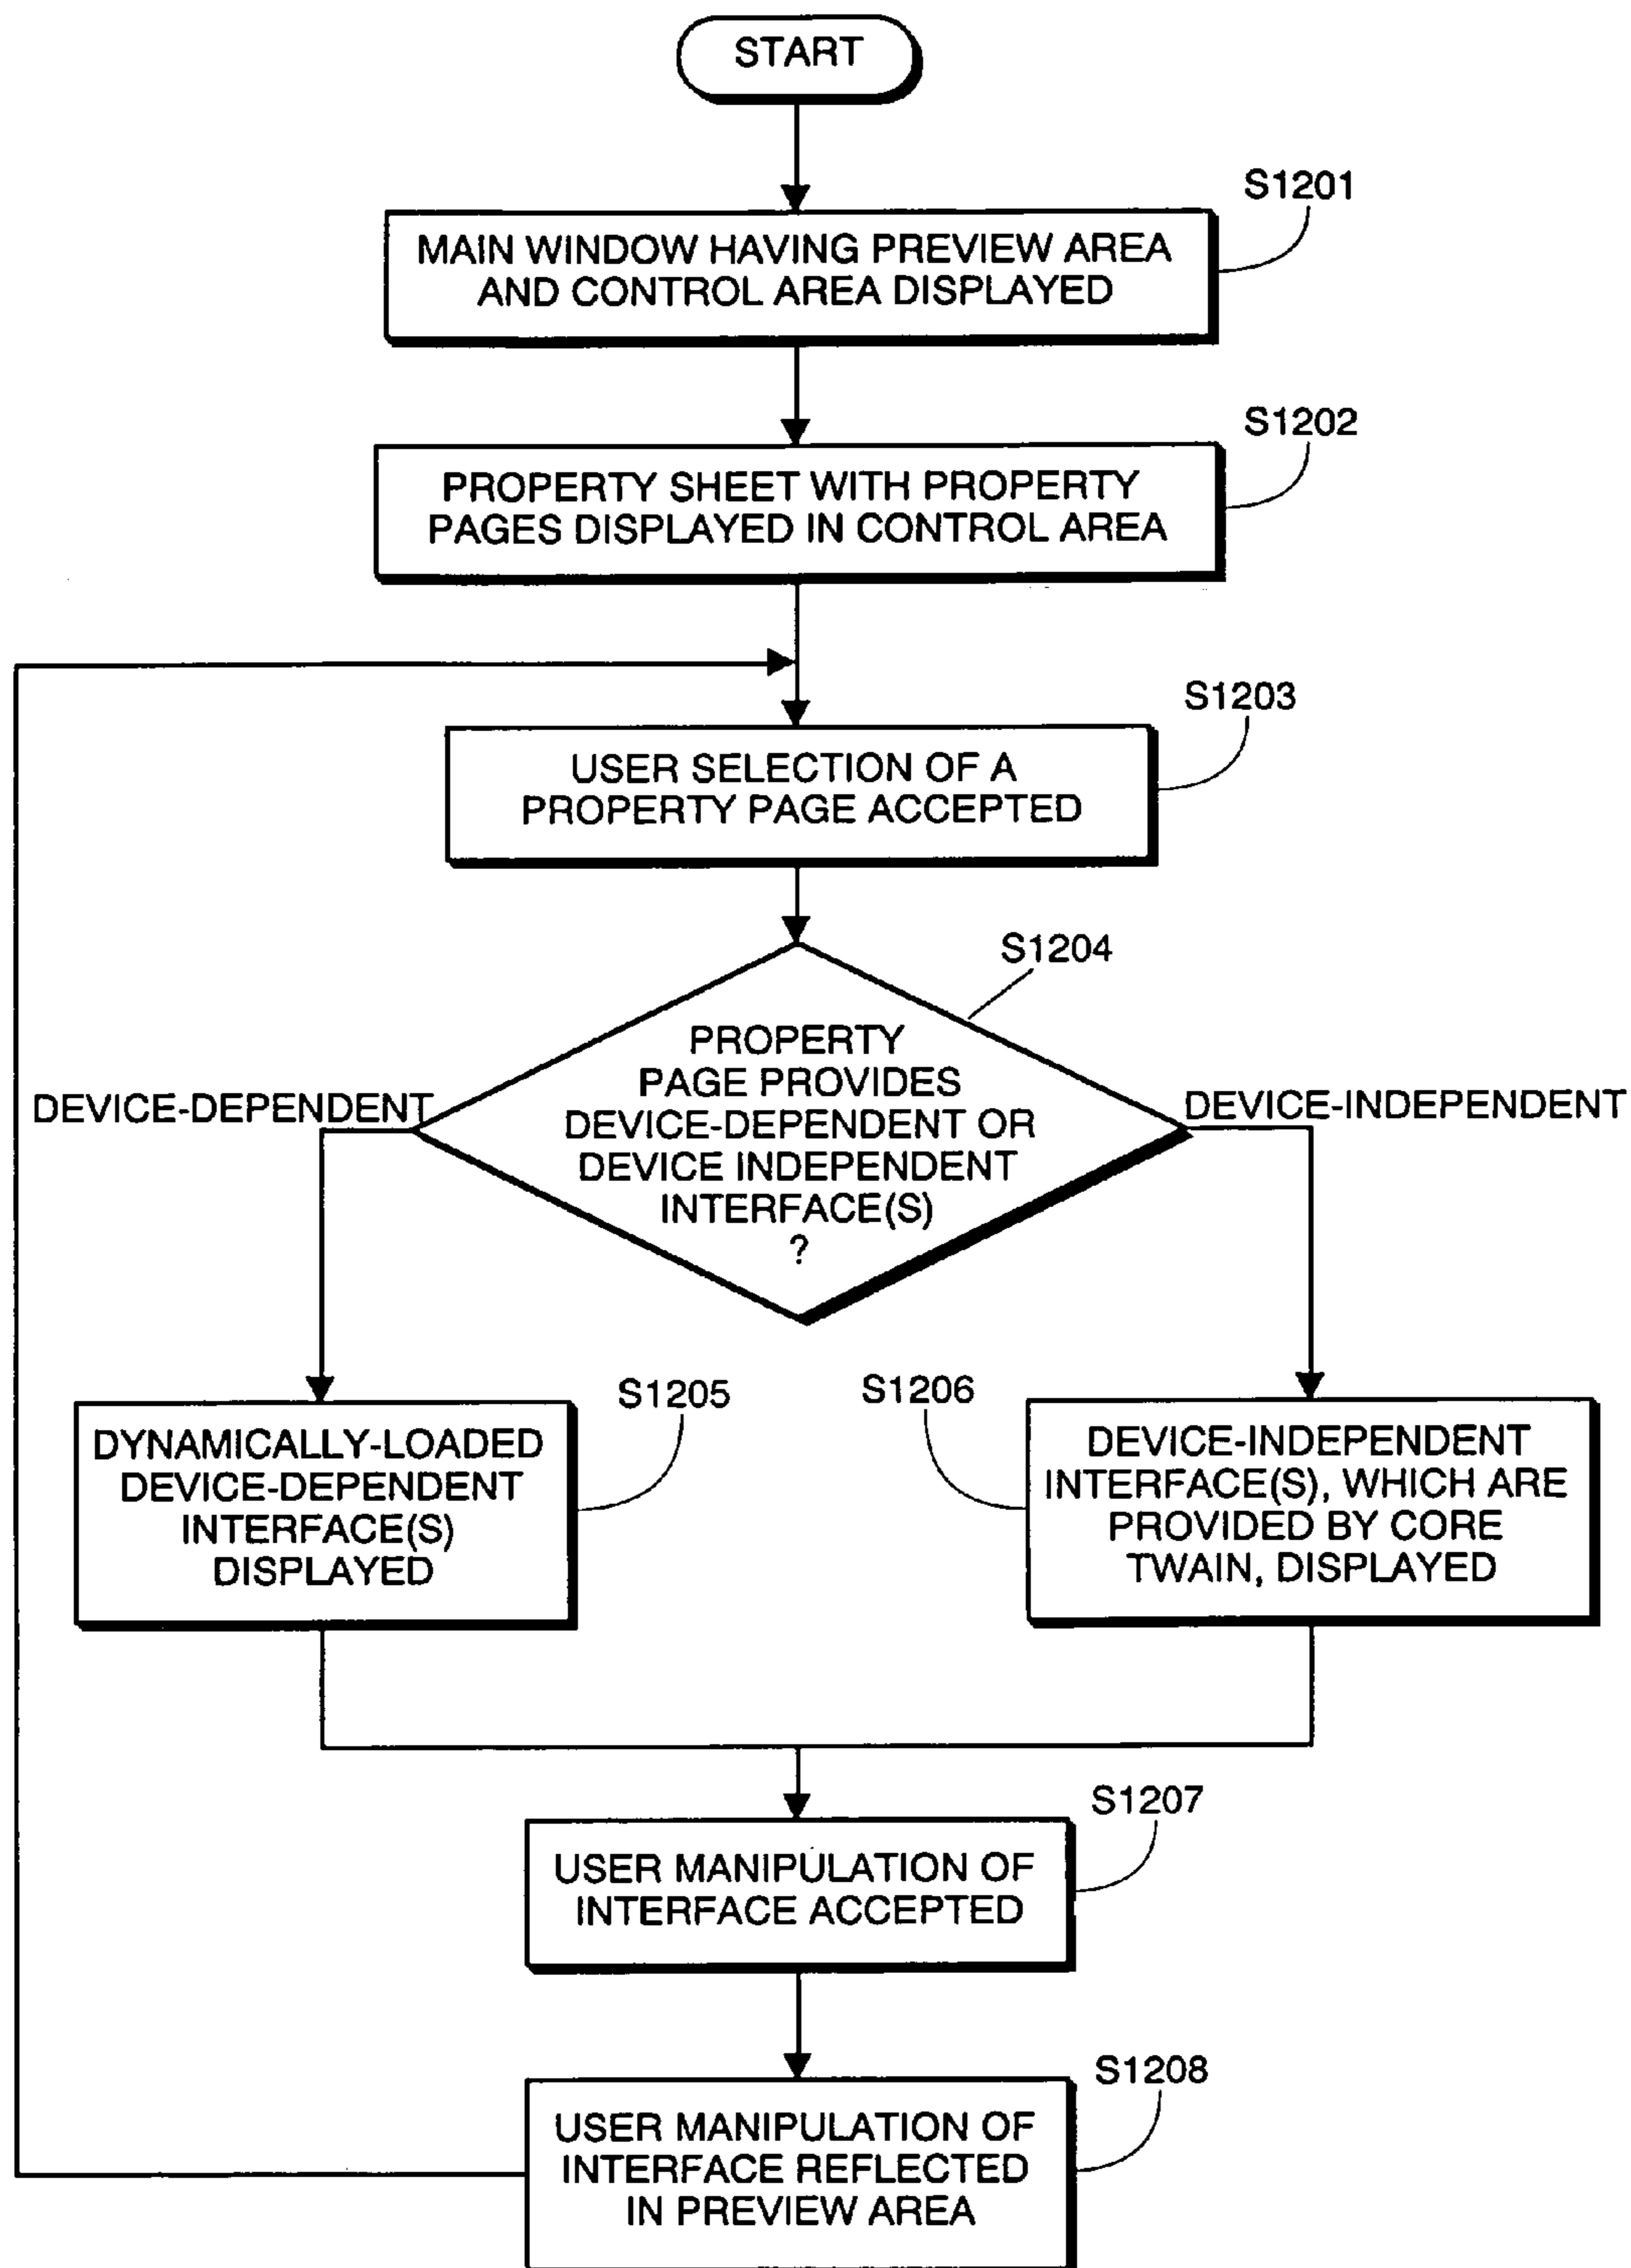 START
S1201
MAIN WINDOW HAVING PREVIEW AREA
AND CONTROL AREA DISPLAYED
S1202
PROPERTY SHEET WITH PROPERTY
PAGES DISPLAYED IN CONTROL AREA
S1203
USER SELECTION OF A
PROPERTY PAGE ACCEPTED
S1204
PROPERTY
PAGE PROVIDES
DEVICE-DEPENDENT OR
DEVICE INDEPENDENT
INTERFACE(S)
?
DEVICE-DEPENDENT
DEVICE-INDEPENDENT
S1205
DYNAMICALLY-LOADED
DEVICE-DEPENDENT
INTERFACE(S)
DISPLAYED
S1206
DEVICE-INDEPENDENT
INTERFACE(S), WHICH ARE
PROVIDED BY CORE
TWAIN, DISPLAYED
S1207
USER MANIPULATION OF
INTERFACE ACCEPTED
S1208
USER MANIPULATION OF
INTERFACE REFLECTED
IN PREVIEW AREA